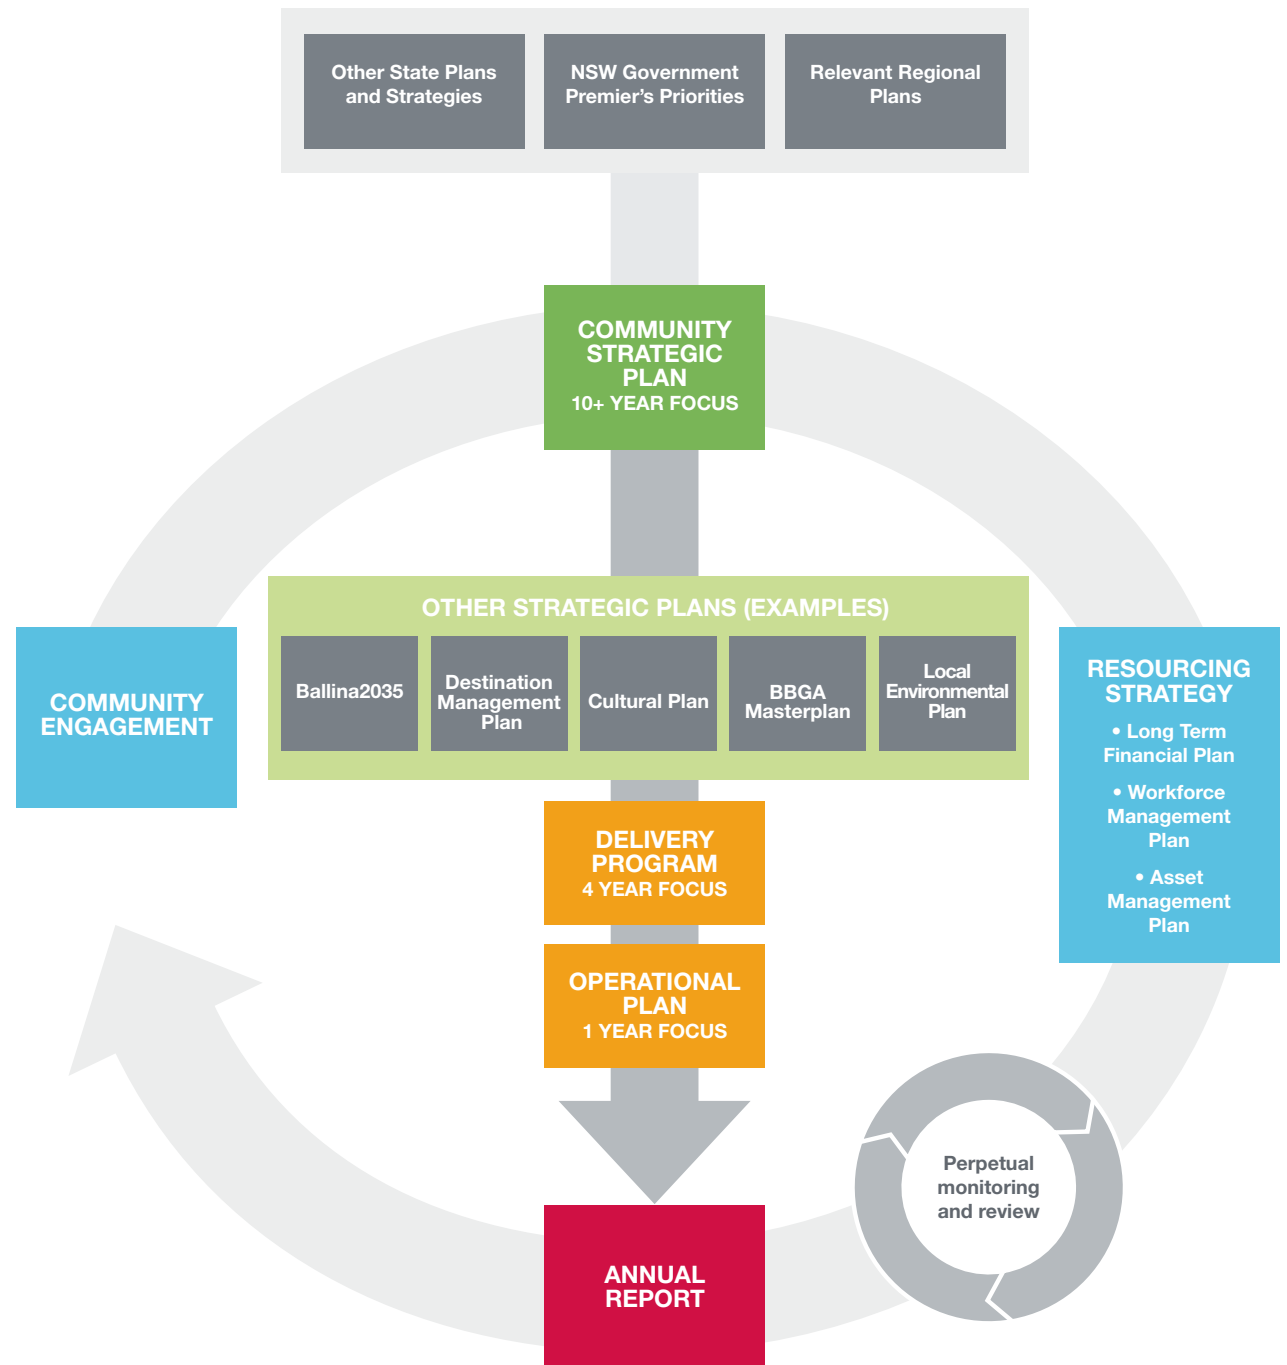 Other State Plans
and Strategies
NSW Government
Premier’s Priorities
Relevant Regional
Plans
COMMUNITY
STRATEGIC
PLAN
10+ YEAR FOCUS
OTHER STRATEGIC PLANS (EXAMPLES)
Ballina2035
Destination
Management
Plan
Cultural Plan
BBGA
Masterplan
Local
Environmental
Plan
COMMUNITY
ENGAGEMENT
RESOURCING
STRATEGY
• Long Term
Financial Plan
• Workforce
Management
Plan
• Asset
Management
Plan
DELIVERY
PROGRAM
4 YEAR FOCUS
OPERATIONAL
PLAN
1 YEAR FOCUS
Perpetual
monitoring
and review
ANNUAL
REPORT